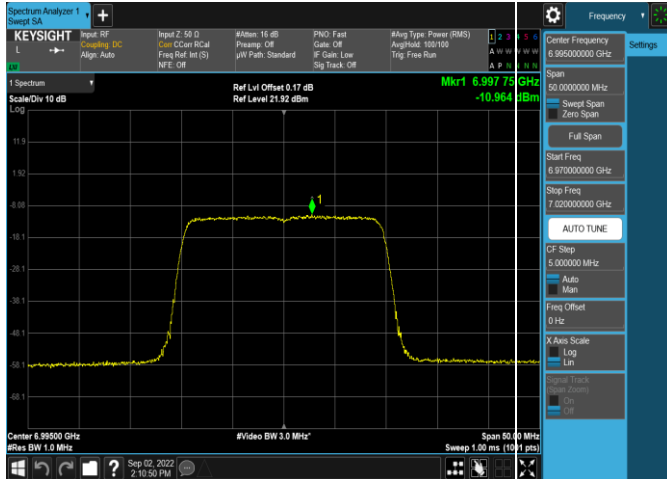 Spectrum Analyzer 1
Swept SA
Frequency
KEYSIGHT
Input: RF
Input Z: 50 Ω
#Atten: 16 dB
PNO: Fast
#Avg Type: Power (RMS)
1 2 3 4 5 6
L
Coupling: DC
Corr CCorr RCal
Preamp: Off
Gate: Off
Avg|Hold: 100/100
A W W W W W
Align: Auto
Freq Ref: Int (S)
µW Path: Standard
IF Gain: Low
Trig: Free Run
NFE: Off
Sig Track: Off
A P N N N N
1 Spectrum
Ref Lvl Offset 0.17 dB
Mkr1 6.997 75 GHz
Scale/Div 10 dB
Ref Level 21.92 dBm
-10.964 dBm
Log
11.9
1.92
-8.08
-18.1
-28.1
-38.1
-48.1
-58.1
-68.1
1
Center 6.99500 GHz
#Video BW 3.0 MHz*
Span 50.00 MHz
#Res BW 1.0 MHz
Sweep 1.00 ms (1001 pts)
Sep 02, 2022
2:10:50 PM
Settings
Center Frequency
6.995000000 GHz
Span
50.0000000 MHz
Swept Span
Zero Span
Full Span
Start Freq
6.970000000 GHz
Stop Freq
7.020000000 GHz
AUTO TUNE
CF Step
5.000000 MHz
Auto
Man
Freq Offset
0 Hz
X Axis Scale
Log
Lin
Signal Track
(Span Zoom)
On
Off